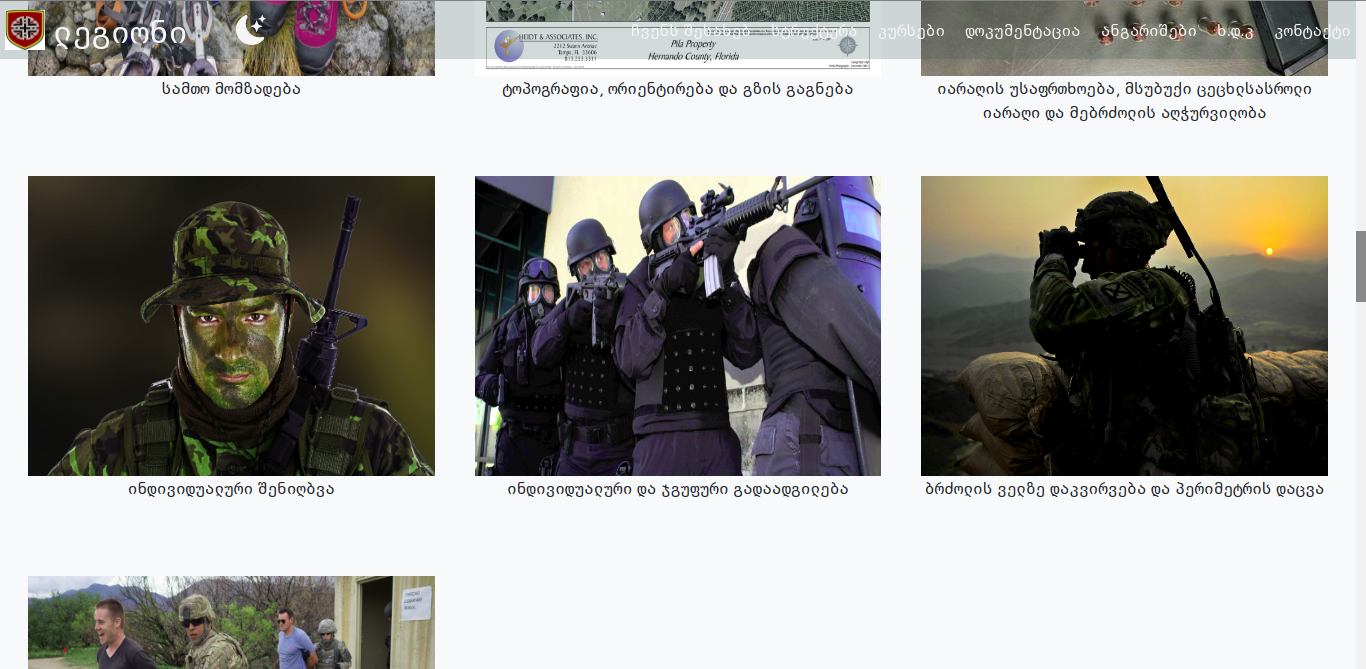 ლეგიონი
ჩვენს შესახებ სტრუქტურა კურსები დოკუმენტაცია ანგარიშები ხ.დ.კ კონტაქტი
HEIDT & ASSOCIATES, INC.
2212 Swann Avenue
Tampa, FL 33606
813.253.5311
Pila Property
Hernando County, Florida
სამთო მომზადება
ტოპოგრაფია, ორიენტირება და გზის გაგნება
იარაღის უსაფრთხოება, მსუბუქი ცეცხლსასროლი
იარაღი და მებრძოლის აღჭურვილობა
ინდივიდუალური შენიღბვა
ინდივიდუალური და ჯგუფური გადაადგილება
ბრძოლის ველზე დაკვირვება და პერიმეტრის დაცვა